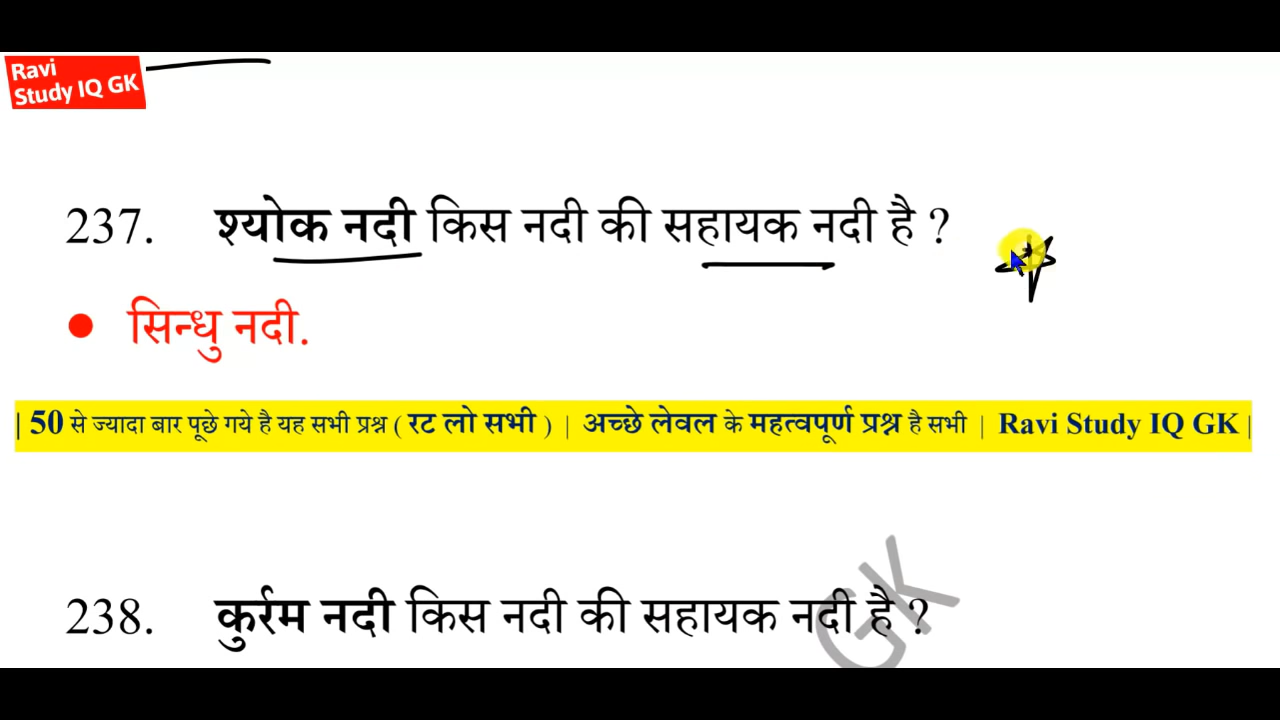 Ravi
Study IQ GK
237. श्योक नदी किस नदी की सहायक नदी है ?
● सिन्धु नदी.
| 50 से ज्यादा बार पूछे गये है यह सभी प्रश्न ( रट लो सभी ) | अच्छे लेवल के महत्वपूर्ण प्रश्न है सभी | Ravi Study IQ GK |
238. कुर्रम नदी किस नदी की सहायक नदी है ?
GK